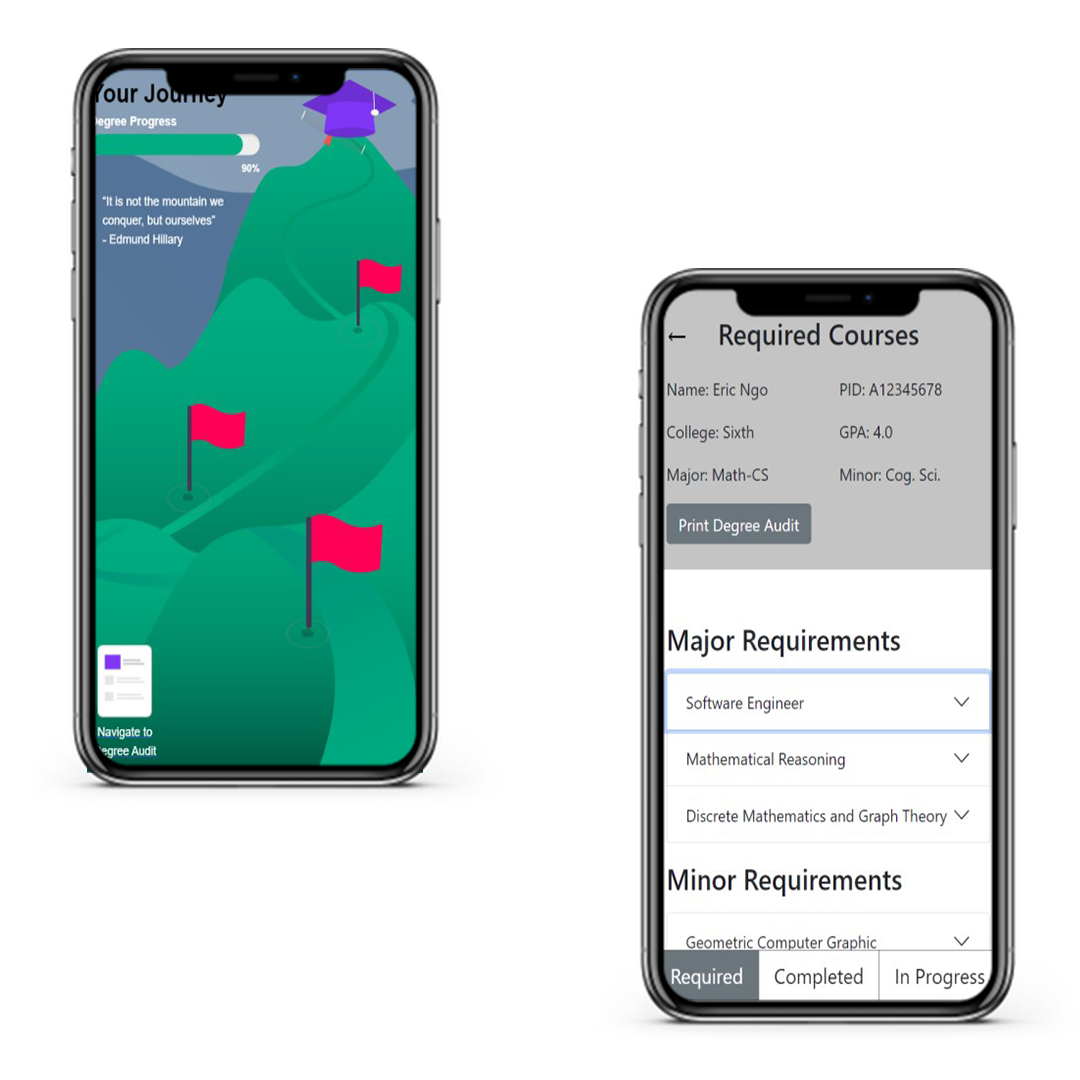 Your Journey
Degree Progress
90%
“It is not the mountain we
conquer, but ourselves”
- Edmund Hillary
Navigate to
Degree Audit
← Required Courses
Name: Eric Ngo PID: A12345678
College: Sixth GPA: 4.0
Major: Math-CS Minor: Cog. Sci.
Print Degree Audit
Major Requirements
Software Engineer
Mathematical Reasoning
Discrete Mathematics and Graph Theory
Minor Requirements
Geometric Computer Graphic
Required Completed In Progress